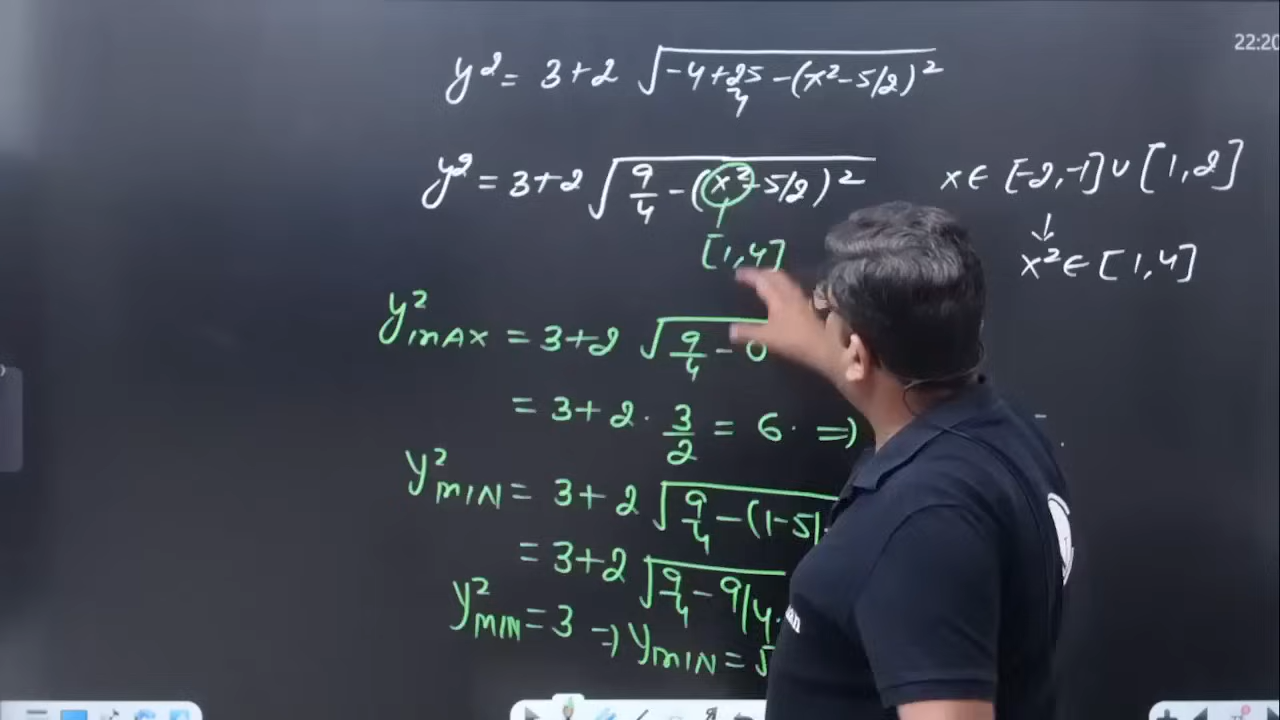 22:20
y² = 3+2 √(-4+25/4 -(x²-5/2)²)
y² = 3+2 √(9/4 -(x²-5/2)²)
x∈ [-2,-1]∪[1,2]
↓
[1,4]
x²∈[1,4]
y²MAX = 3+2 √(9/4 - 0
= 3+2· 3/2 = 6· ⇒
y²MIN = 3+2 √(9/4 -(1-5/
= 3+2 √(9/4 - 9/4
y²MIN = 3 ⇒ yMIN = √